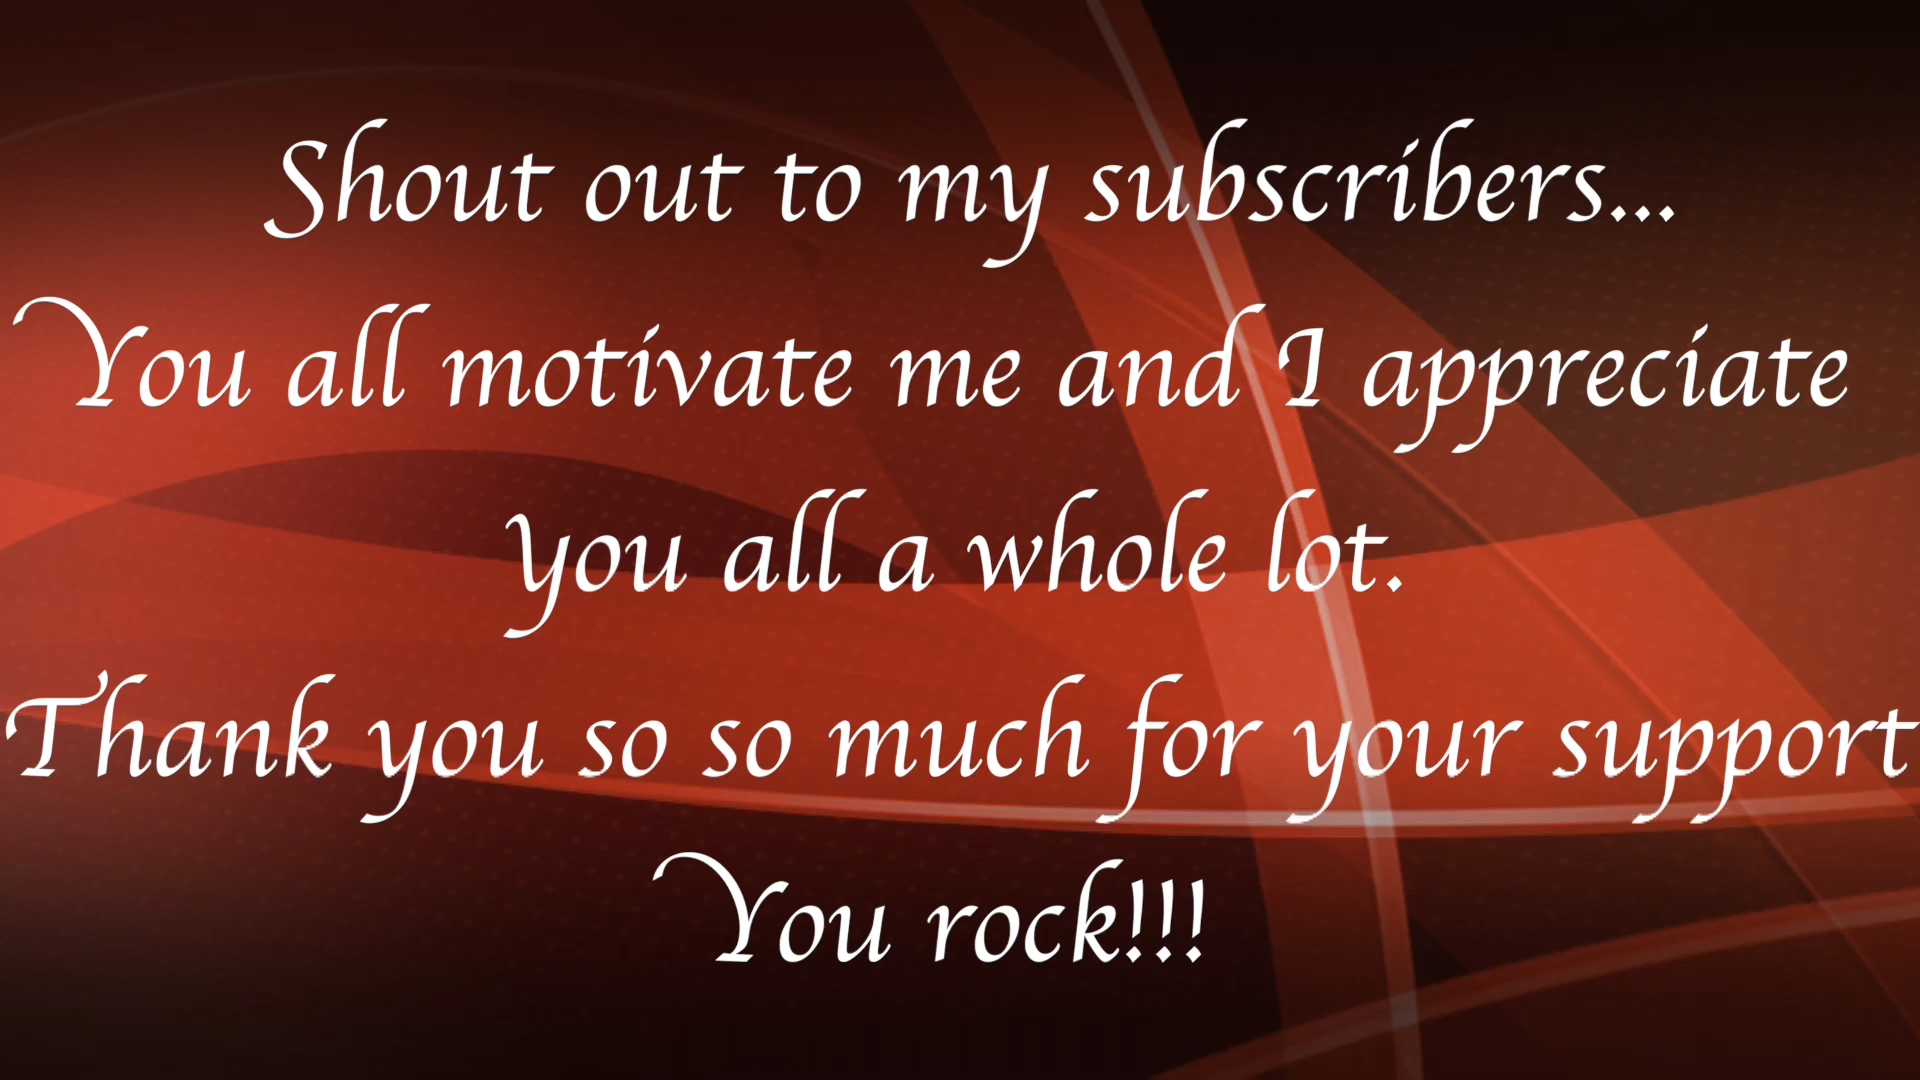 Shout out to my subscribers...
You all motivate me and I appreciate
you all a whole lot.
Thank you so so much for your support
You rock!!!